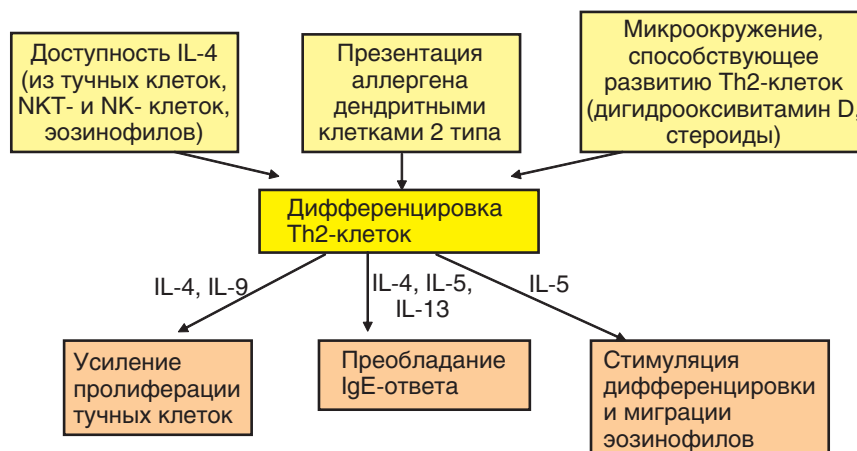 Доступность IL-4
(из тучных клеток,
NKT- и NK- клеток,
эозинофилов)
Презентация
аллергена
дендритными
клетками 2 типа
Микроокружение,
способствующее
развитию Th2-клеток
(дигидрооксивитамин D,
стероиды)
Дифференцировка
Th2-клеток
IL-4, IL-9
IL-4, IL-5,
IL-13
IL-5
Усиление
пролиферации
тучных клеток
Преобладание
IgE-ответа
Стимуляция
дифференцировки
и миграции
эозинофилов